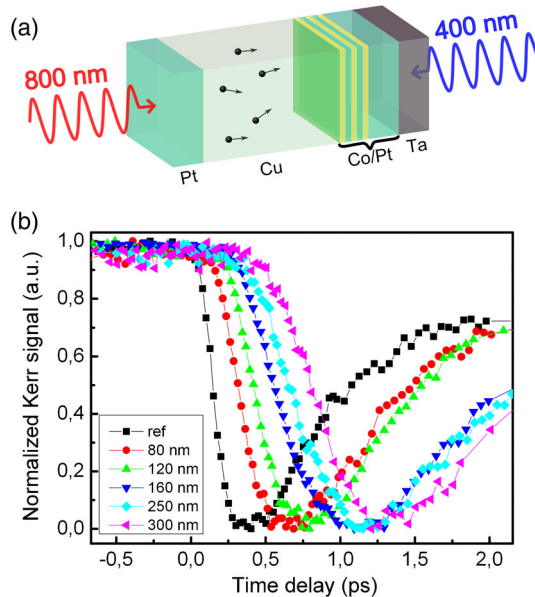 (a)
800 nm
400 nm
Pt
Cu
Co/Pt
Ta
(b)
Normalized Kerr signal (a.u.)
1,0
0,8
0,6
0,4
0,2
0,0
ref
80 nm
120 nm
160 nm
250 nm
300 nm
-0,5 0,0 0,5 1,0 1,5 2,0
Time delay (ps)